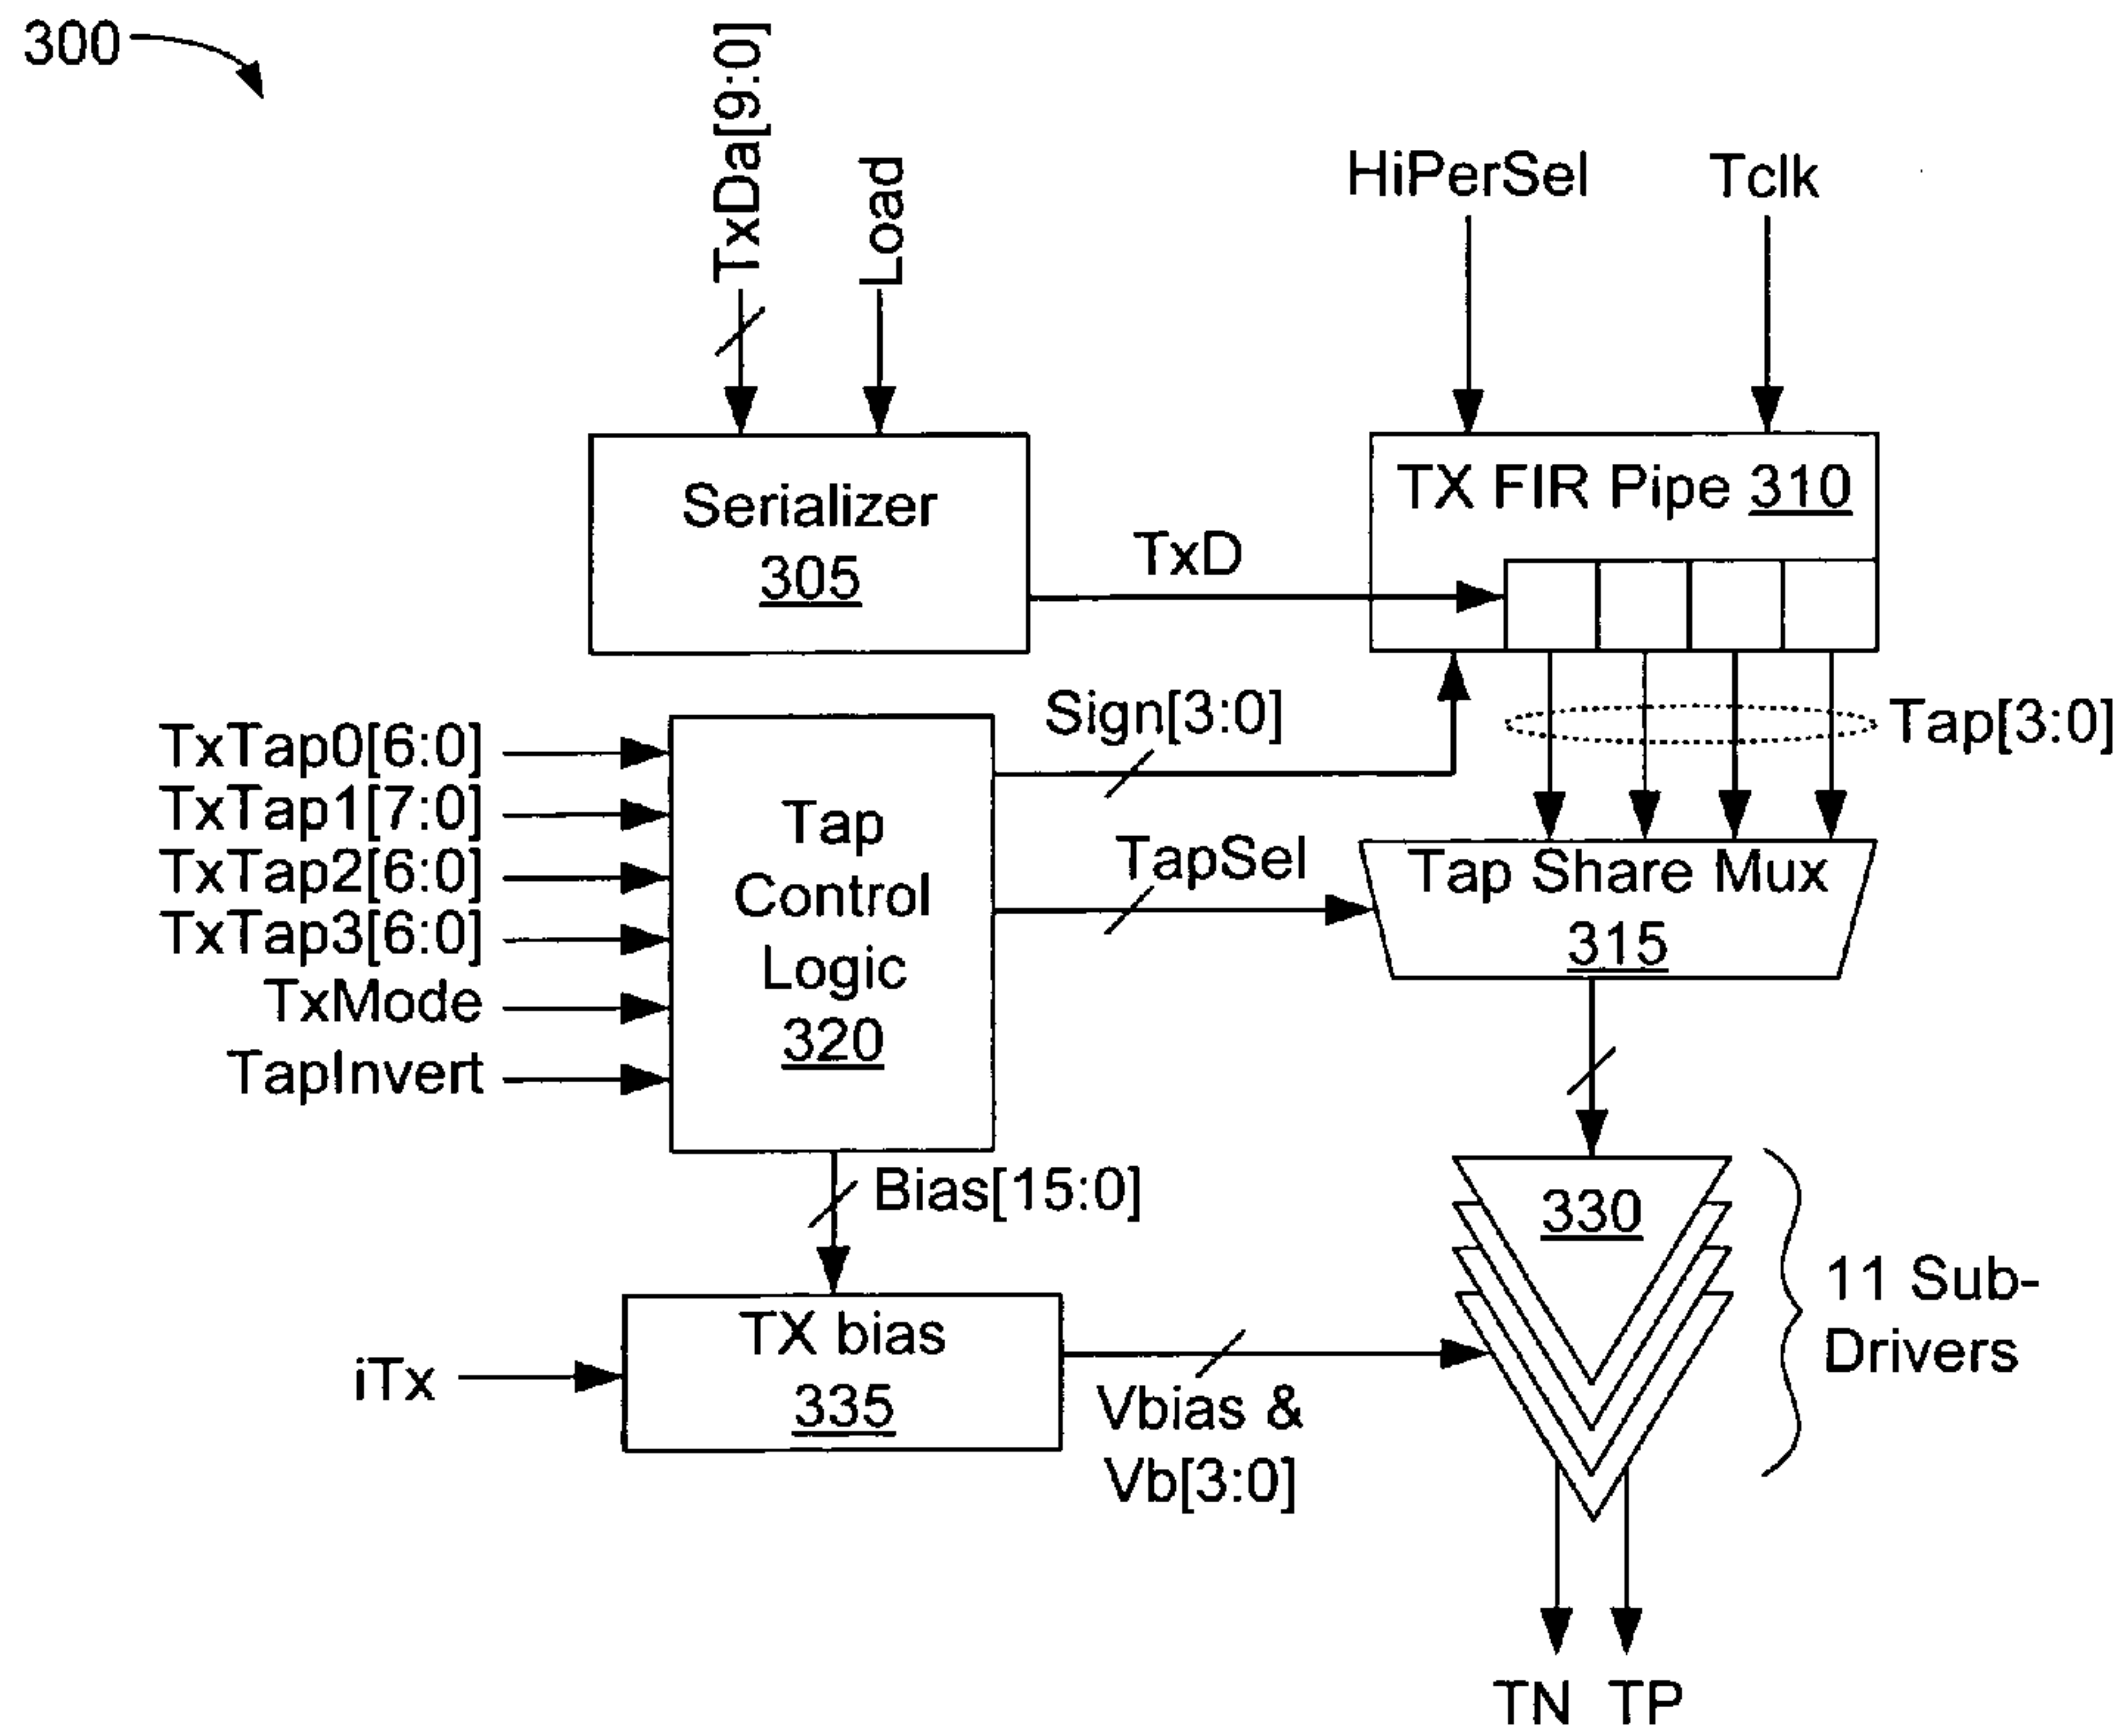 300
TxDa[9:0]
Load
HiPerSel
Tclk
Serializer
305
TX FIR Pipe 310
TxD
Sign[3:0]
Tap[3:0]
TxTap0[6:0]
TxTap1[7:0]
TxTap2[6:0]
TxTap3[6:0]
TxMode
TapInvert
Tap
Control
Logic
320
TapSel
Tap Share Mux
315
Bias[15:0]
330
11 Sub-
Drivers
iTx
TX bias
335
Vbias &
Vb[3:0]
TN
TP